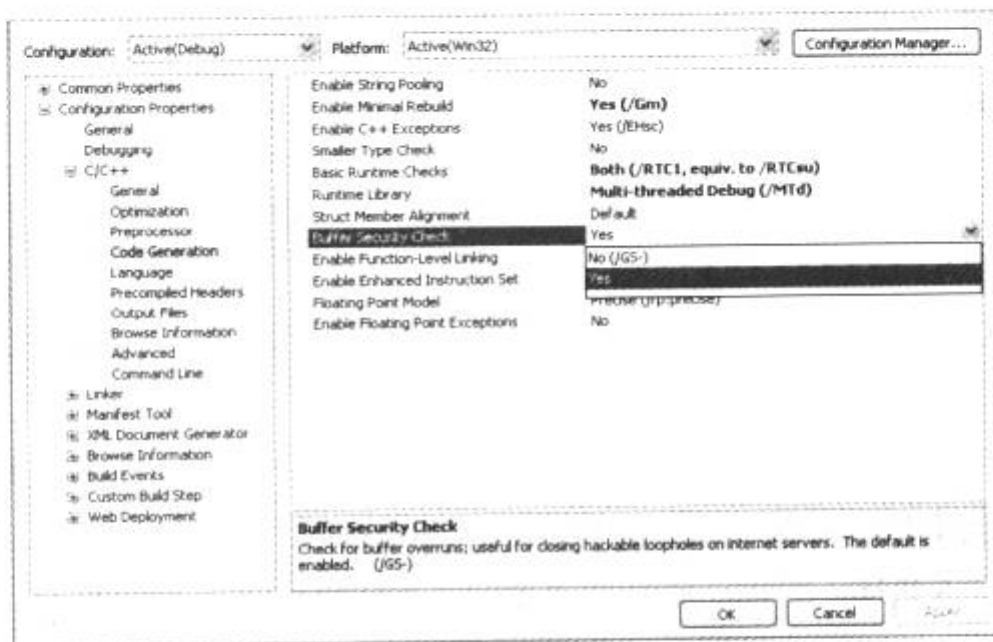 Configuration: Active(Debug) Platform: Active(Win32) Configuration Manager...
Common Properties
Configuration Properties
General
Debugging
C/C++
General
Optimization
Preprocessor
Code Generation
Language
Precompiled Headers
Output Files
Browse Information
Advanced
Command Line
Linker
Manifest Tool
XML Document Generator
Browse Information
Build Events
Custom Build Step
Web Deployment
Enable String Pooling No
Enable Minimal Rebuild Yes (/Gm)
Enable C++ Exceptions Yes (/EHsc)
Smaller Type Check No
Basic Runtime Checks Both (/RTC1, equiv. to /RTCsu)
Runtime Library Multi-threaded Debug (/MTd)
Struct Member Alignment Default
Buffer Security Check Yes
Enable Function-Level Linking No (/GS-)
Enable Enhanced Instruction Set Yes
Floating Point Model Precise (/fp:precise)
Enable Floating Point Exceptions No
Buffer Security Check
Check for buffer overruns; useful for closing hackable loopholes on internet servers. The default is
enabled. (/GS-)
OK Cancel Apply